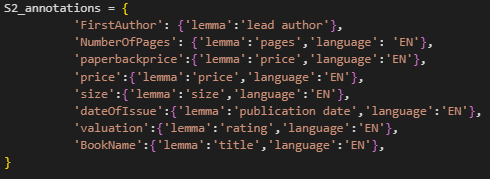 S2_annotations = {
'FirstAuthor': {'lemma':'lead author'},
'NumberOfPages': {'lemma':'pages','language': 'EN'},
'paperbackprice': {'lemma':'price','language':'EN'},
'price':{'lemma':'price','language':'EN'},
'size':{'lemma':'size','language':'EN'},
'dateOfIssue':{'lemma':'publication date','language':'EN'},
'valuation':{'lemma':'rating','language':'EN'},
'BookName':{'lemma':'title','language':'EN'},
}